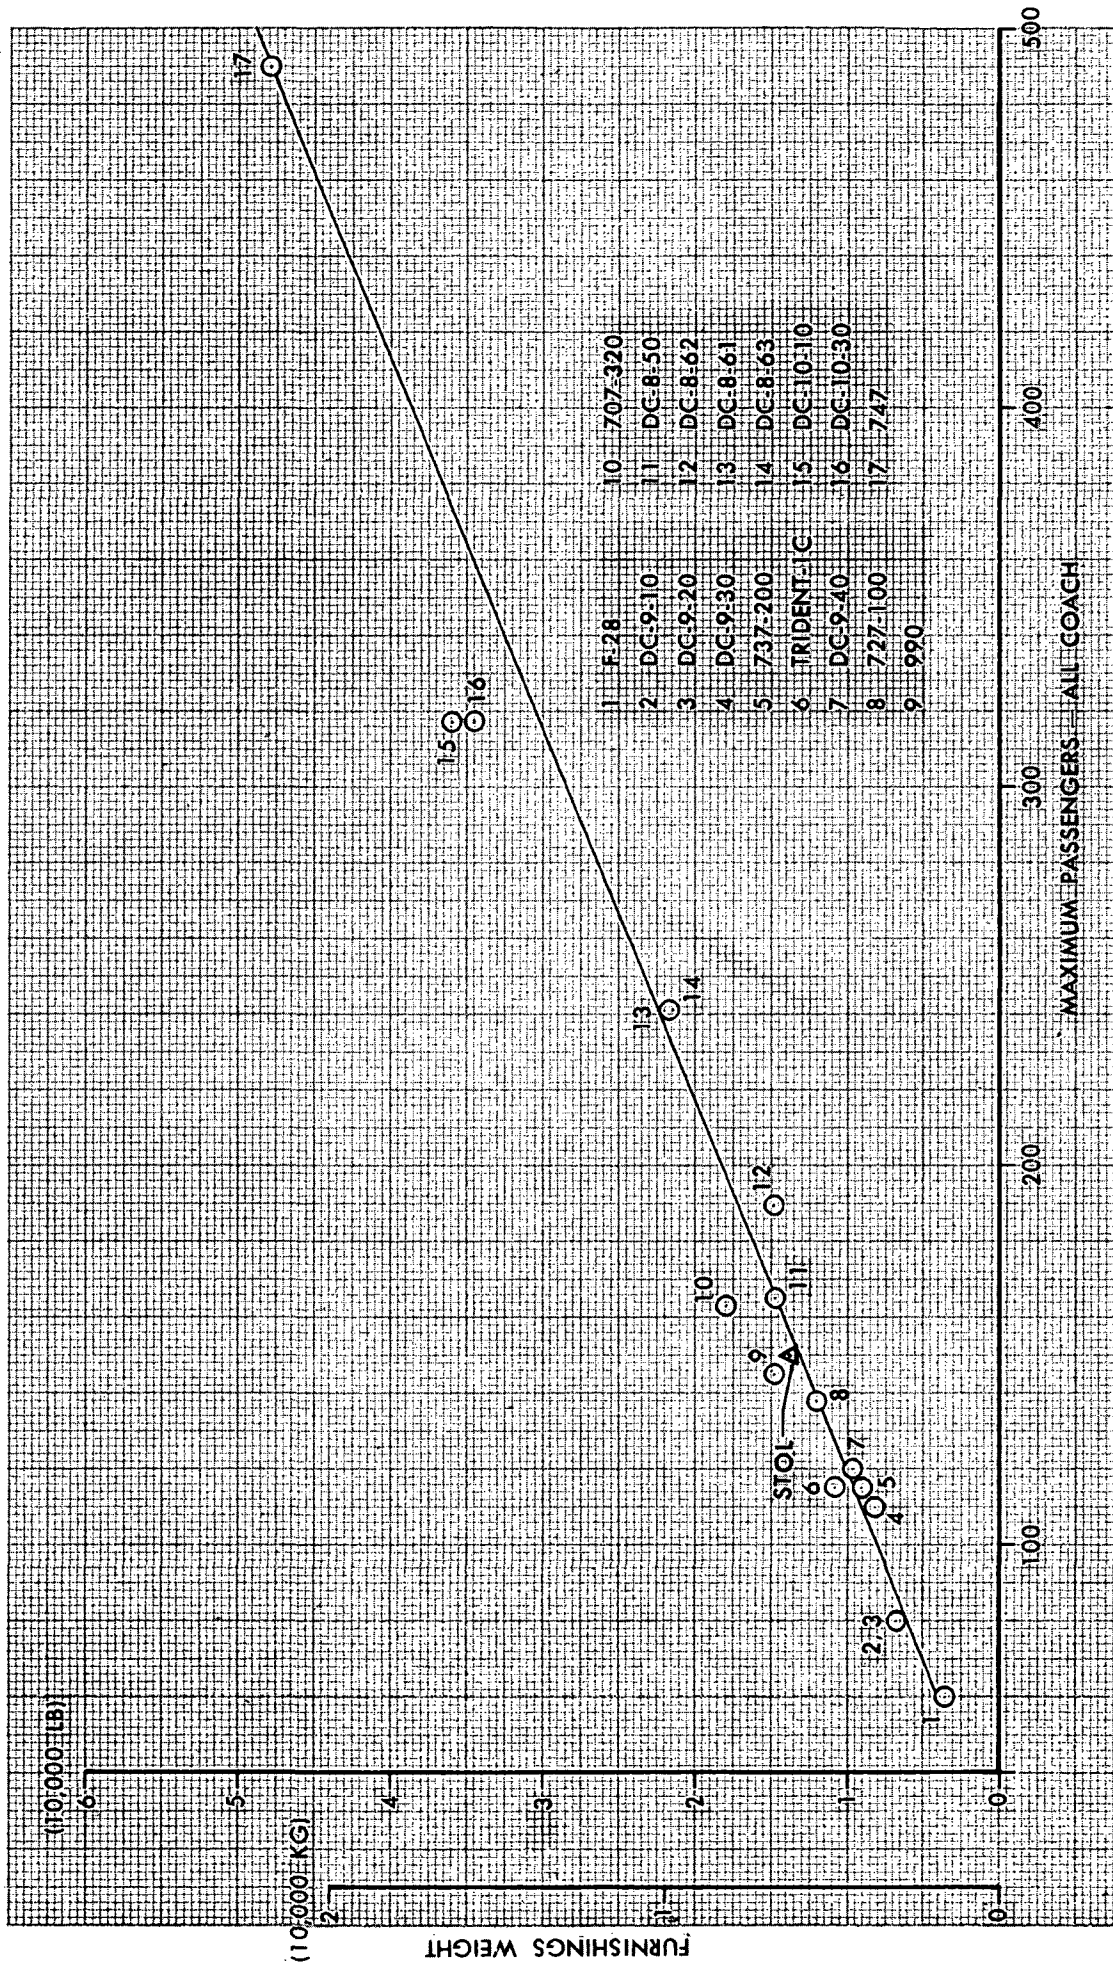 (10,000 LB)
6
5
4
3
2
1
0
(10,000 KG)
2
1
0
FURNISHINGS WEIGHT
17
15
16
13
14
12
10
11
9
STOL
8
7
6
5
4
2, 3
1
1 F-28
2 DC-9-10
3 DC-9-20
4 DC-9-30
5 737-200
6 TRIDENT-1C
7 DC-9-40
8 727-100
9 990
10 707-320
11 DC-8-50
12 DC-8-62
13 DC-8-61
14 DC-8-63
15 DC-10-10
16 DC-10-30
17 747
100
200
300
400
500
MAXIMUM PASSENGERS—ALL COACH